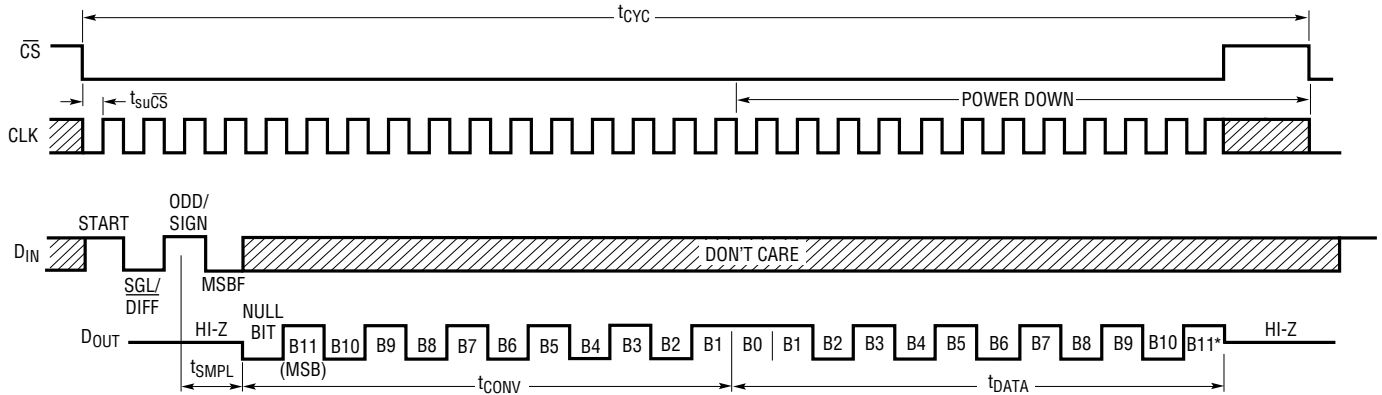 tCYC
CS
tsuCS
POWER DOWN
CLK
START
ODD/
SIGN
DIN
DON'T CARE
SGL/
DIFF
MSBF
NULL
BIT
DOUT
HI-Z
B11
(MSB)
B10
B9
B8
B7
B6
B5
B4
B3
B2
B1
B0
B1
B2
B3
B4
B5
B6
B7
B8
B9
B10
B11*
HI-Z
tSMPL
tCONV
tDATA